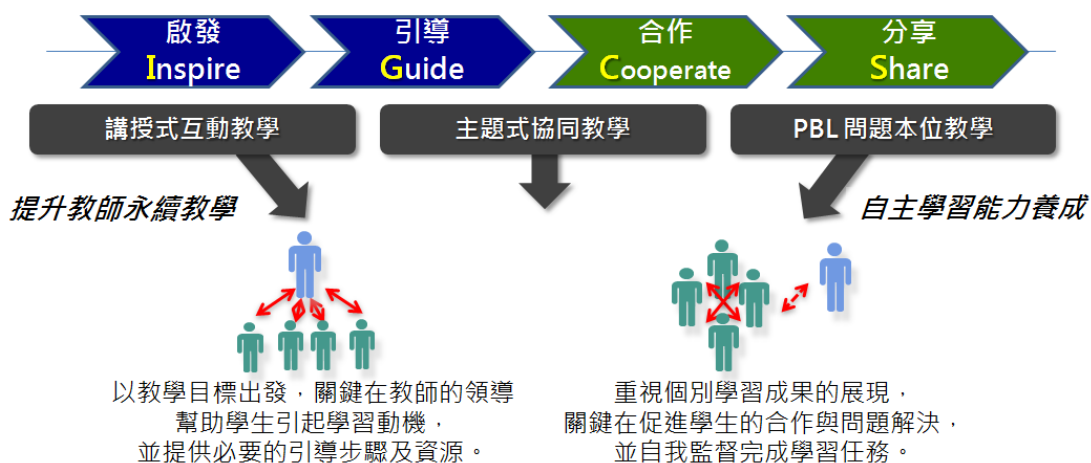 啟發
Inspire
引導
Guide
合作
Cooperate
分享
Share
講授式互動教學
主題式協同教學
PBL 問題本位教學
提升教師永續教學
自主學習能力養成
以教學目標出發，關鍵在教師的領導
幫助學生引起學習動機，
並提供必要的引導步驟及資源。
重視個別學習成果的展現，
關鍵在促進學生的合作與問題解決，
並自我監督完成學習任務。